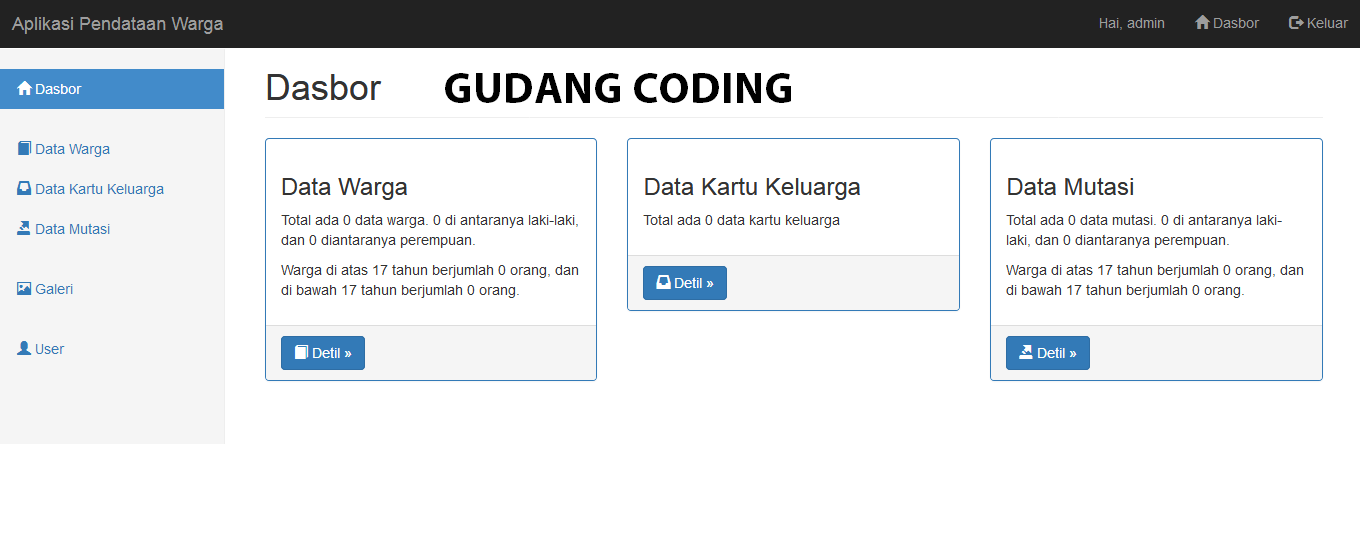 Aplikasi Pendataan Warga
Hai, admin
Dasbor
Keluar
Dasbor
Data Warga
Data Kartu Keluarga
Data Mutasi
Galeri
User
Dasbor
GUDANG CODING
Data Warga
Total ada 0 data warga. 0 di antaranya laki-laki,
dan 0 diantaranya perempuan.
Warga di atas 17 tahun berjumlah 0 orang, dan
di bawah 17 tahun berjumlah 0 orang.
Detil »
Data Kartu Keluarga
Total ada 0 data kartu keluarga
Detil »
Data Mutasi
Total ada 0 data mutasi. 0 di antaranya laki-
laki, dan 0 diantaranya perempuan.
Warga di atas 17 tahun berjumlah 0 orang, dan
di bawah 17 tahun berjumlah 0 orang.
Detil »